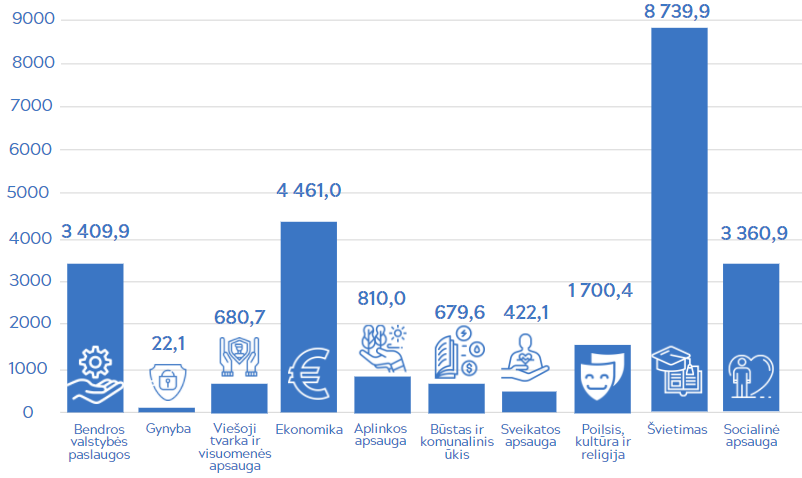 9000
8000
7000
6000
5000
4000
3000
2000
1000
0
3 409,9
22,1
680,7
4 461,0
810,0
679,6
422,1
1 700,4
8 739,9
3 360,9
Bendros
valstybės
paslaugos
Gynyba
Viešoji
tvarka ir
visuomenės
apsauga
Ekonomika
Aplinkos
apsauga
Būstas ir
komunalinis
ūkis
Sveikatos
apsauga
Poilsis,
kultūra ir
religija
Švietimas
Socialinė
apsauga